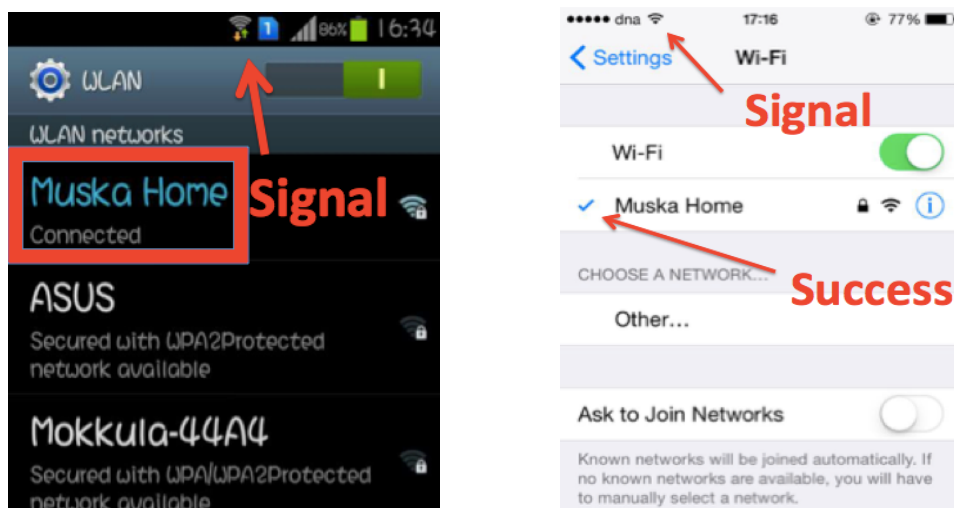 1 86% 16:34
WLAN
WLAN networks
Muska Home
Connected
Signal
ASUS
Secured with WPA2Protected
network available
Mokkula-44A4
Secured with WPA/WPA2Protected
network available
dna 17:16 77%
Settings Wi-Fi
Signal
Wi-Fi
Muska Home
CHOOSE A NETWORK...
Success
Other...
Ask to Join Networks
Known networks will be joined automatically. If
no known networks are available, you will have
to manually select a network.